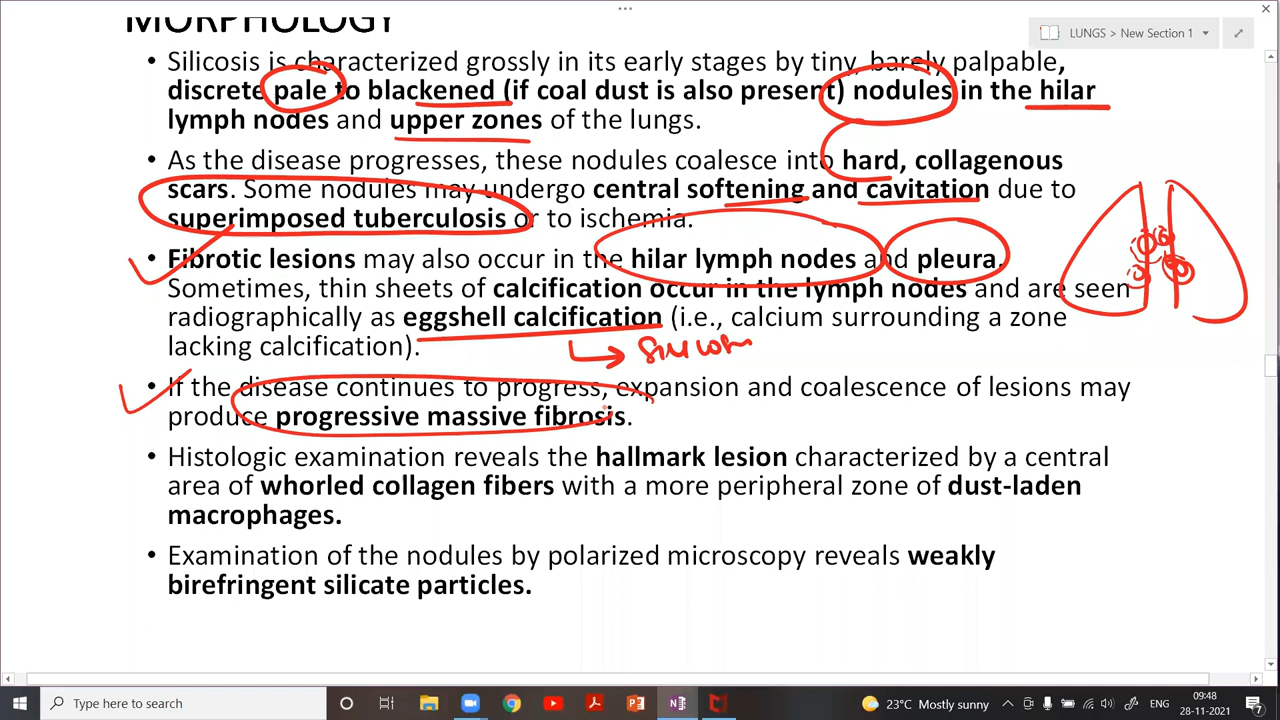 MORPHOLOGY
LUNGS > New Section 1
• Silicosis is characterized grossly in its early stages by tiny, barely palpable,
discrete pale to blackened (if coal dust is also present) nodules in the hilar
lymph nodes and upper zones of the lungs.
• As the disease progresses, these nodules coalesce into hard, collagenous
scars. Some nodules may undergo central softening and cavitation due to
superimposed tuberculosis or to ischemia.
• Fibrotic lesions may also occur in the hilar lymph nodes and pleura.
Sometimes, thin sheets of calcification occur in the lymph nodes and are seen
radiographically as eggshell calcification (i.e., calcium surrounding a zone
lacking calcification).
• If the disease continues to progress, expansion and coalescence of lesions may
produce progressive massive fibrosis.
• Histologic examination reveals the hallmark lesion characterized by a central
area of whorled collagen fibers with a more peripheral zone of dust-laden
macrophages.
• Examination of the nodules by polarized microscopy reveals weakly
birefringent silicate particles.
Type here to search
23°C Mostly sunny
ENG
09:48
28-11-2021
7